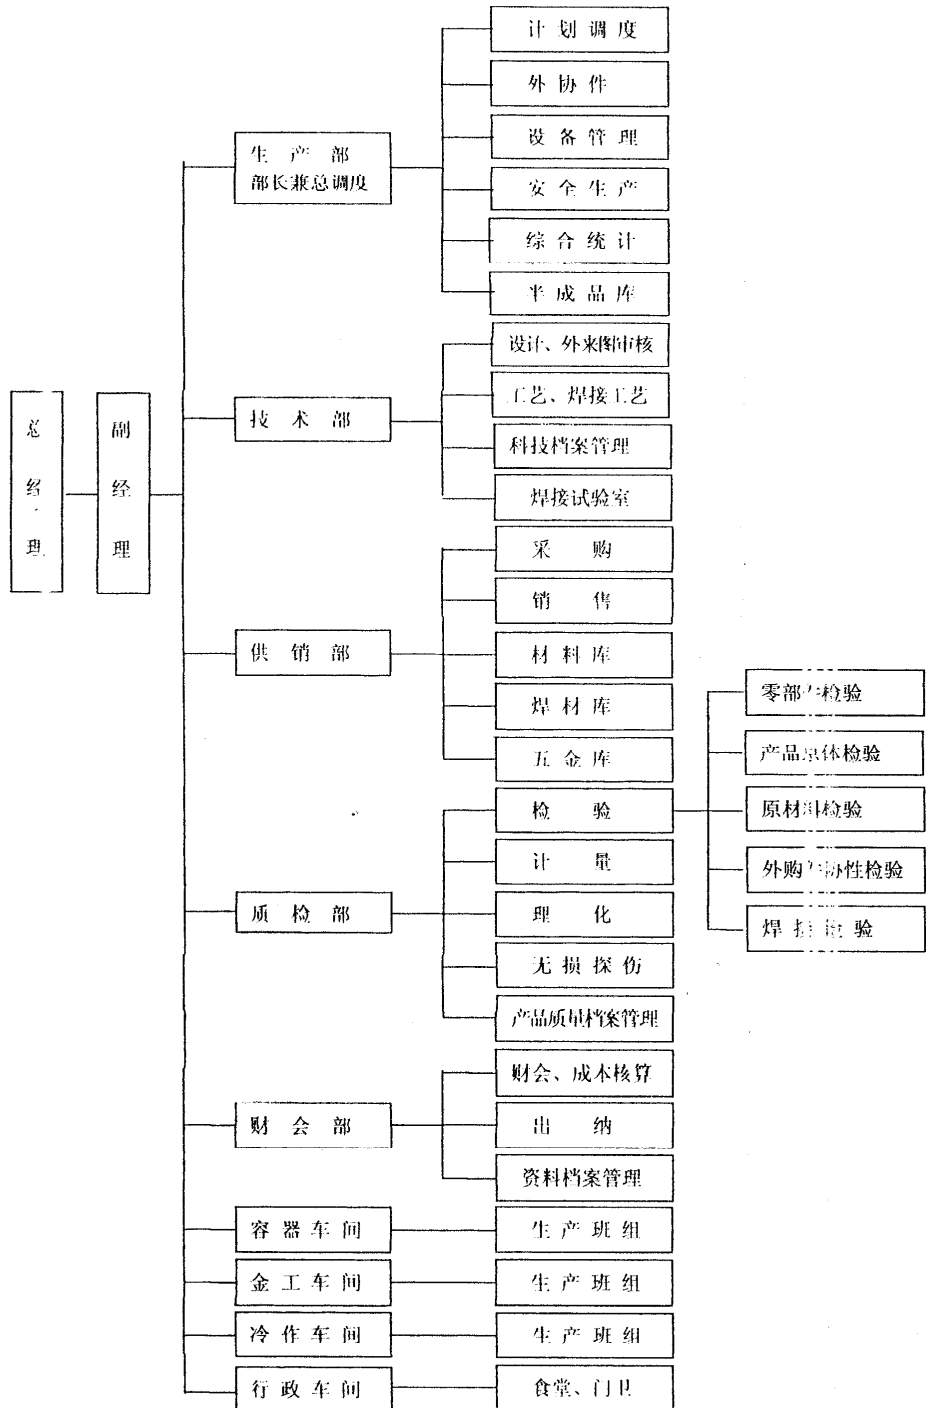 总经理
副经理
生产部
部长兼总调度
计划调度
外协件
设备管理
安全生产
综合统计
半成品库
技术部
设计、外来图审核
工艺、焊接工艺
科技档案管理
焊接试验室
供销部
采购
销售
材料库
焊材库
五金库
质检部
检验
零部件检验
产品总体检验
原材料检验
外购外协性检验
焊接检验
计量
理化
无损探伤
产品质量档案管理
财会部
财会、成本核算
出纳
资料档案管理
容器车间
生产班组
金工车间
生产班组
冷作车间
生产班组
行政车间
食堂、门卫